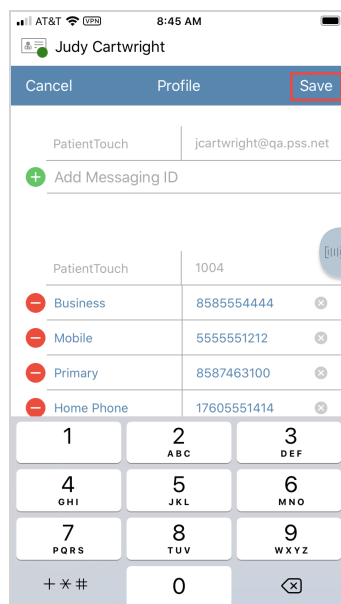 AT&T VPN 8:45 AM
Judy Cartwright
Cancel Profile Save
PatientTouch jcartwright@qa.pss.net
Add Messaging ID
PatientTouch 1004
Business 8585554444
Mobile 5555551212
Primary 8587463100
Home Phone 17605551414
1 2 3
ABC DEF
4 5 6
GHI JKL MNO
7 8 9
PQRS TUV WXYZ
+*# 0